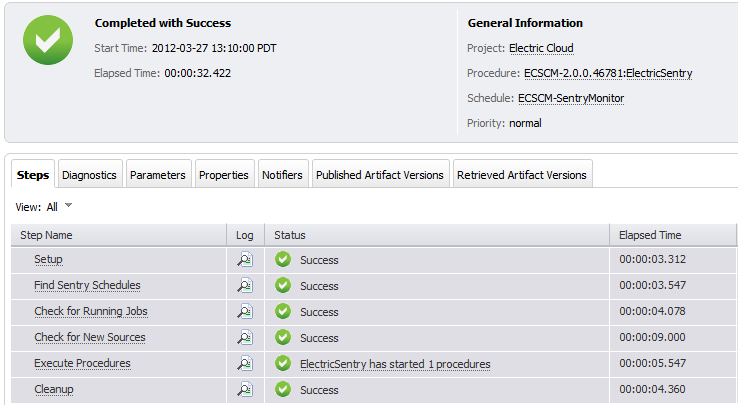 Completed with Success
Start Time: 2012-03-27 13:10:00 PDT
Elapsed Time: 00:00:32.422
General Information
Project: Electric Cloud
Procedure: ECSCM-2.0.0.46781:ElectricSentry
Schedule: ECSCM-SentryMonitor
Priority: normal
Steps Diagnostics Parameters Properties Notifiers Published Artifact Versions Retrieved Artifact Versions
View: All
Step Name Log Status Elapsed Time
Setup Success 00:00:03.312
Find Sentry Schedules Success 00:00:03.547
Check for Running Jobs Success 00:00:04.078
Check for New Sources Success 00:00:09.000
Execute Procedures ElectricSentry has started 1 procedures 00:00:05.547
Cleanup Success 00:00:04.360